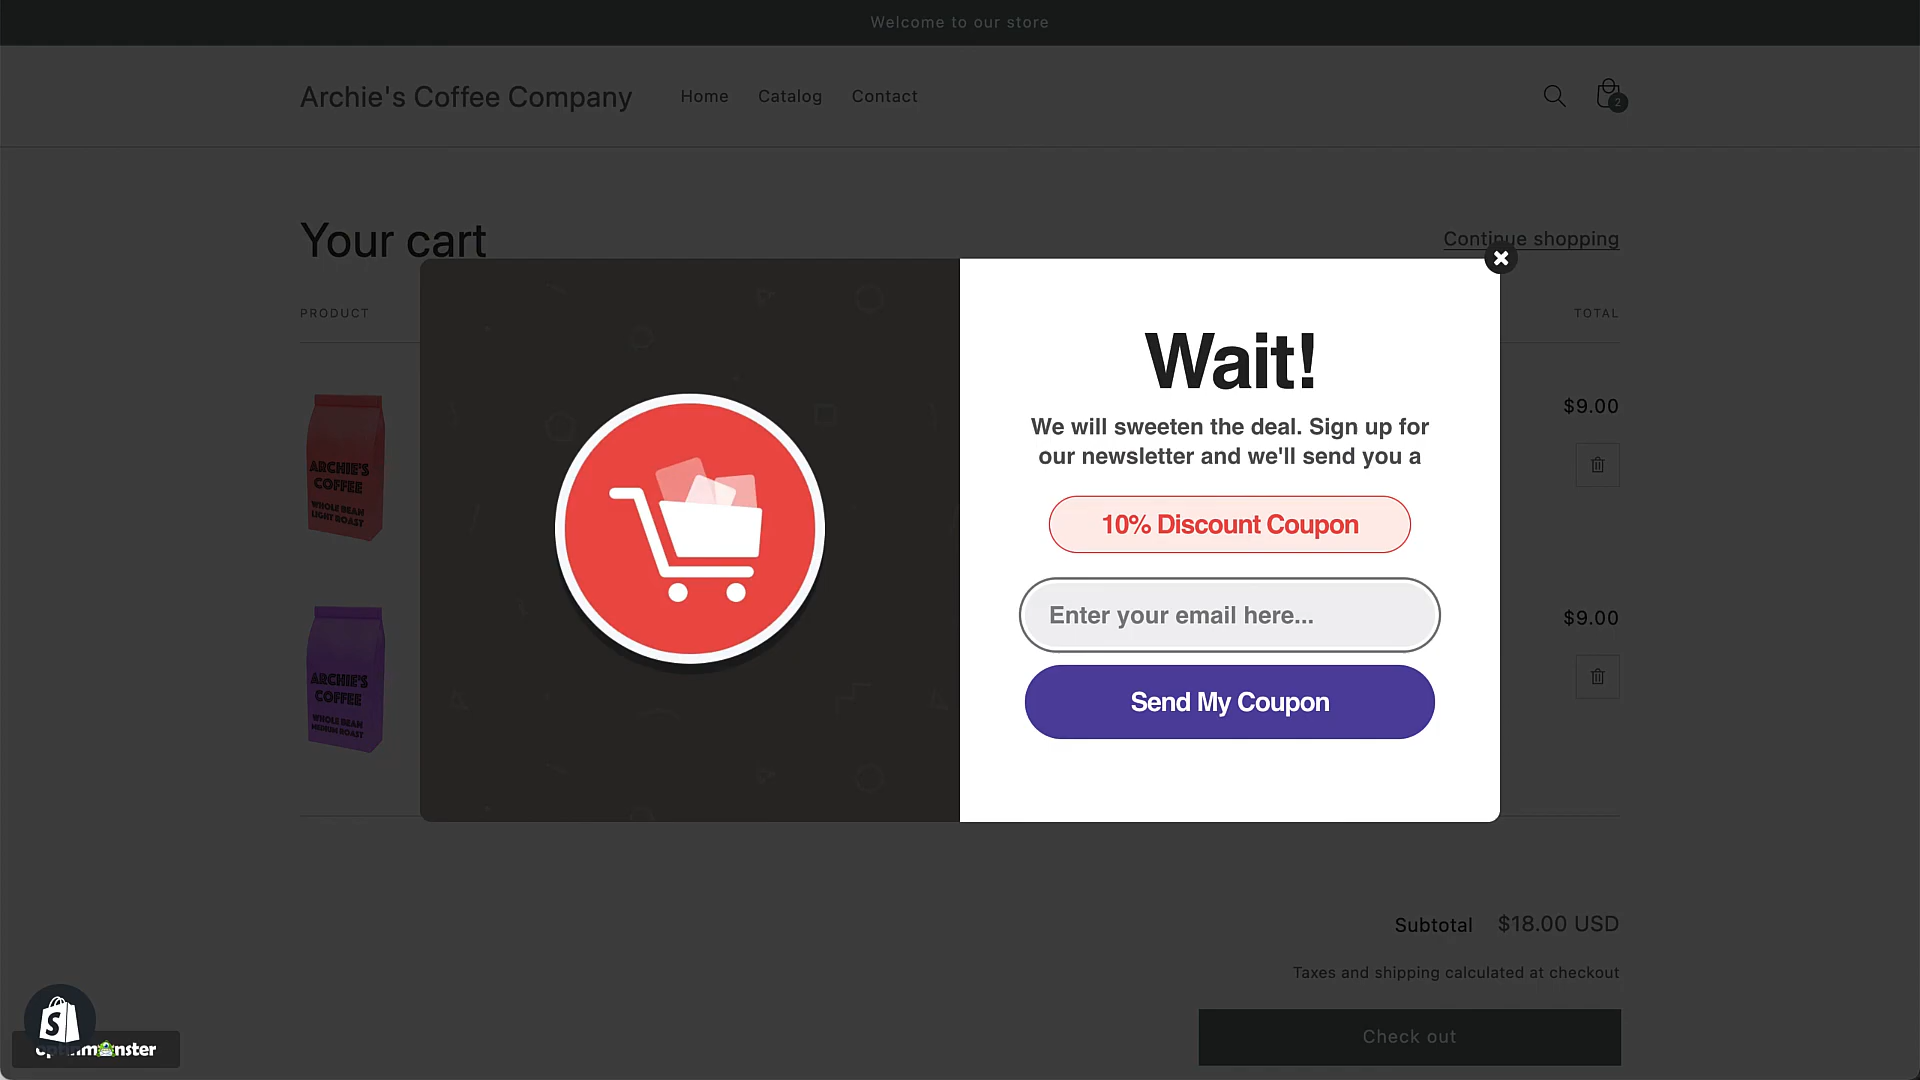 Welcome to our store
Archie's Coffee Company
Home
Catalog
Contact
2
Your cart
Continue shopping
PRODUCT
TOTAL
Wait!
We will sweeten the deal. Sign up for
our newsletter and we'll send you a
10% Discount Coupon
Enter your email here...
Send My Coupon
ARCHIE'S
COFFEE
WHOLE BEAN
LIGHT ROAST
$9.00
ARCHIE'S
COFFEE
WHOLE BEAN
MEDIUM ROAST
$9.00
Subtotal $18.00 USD
Taxes and shipping calculated at checkout
Check out
S
optinmonster